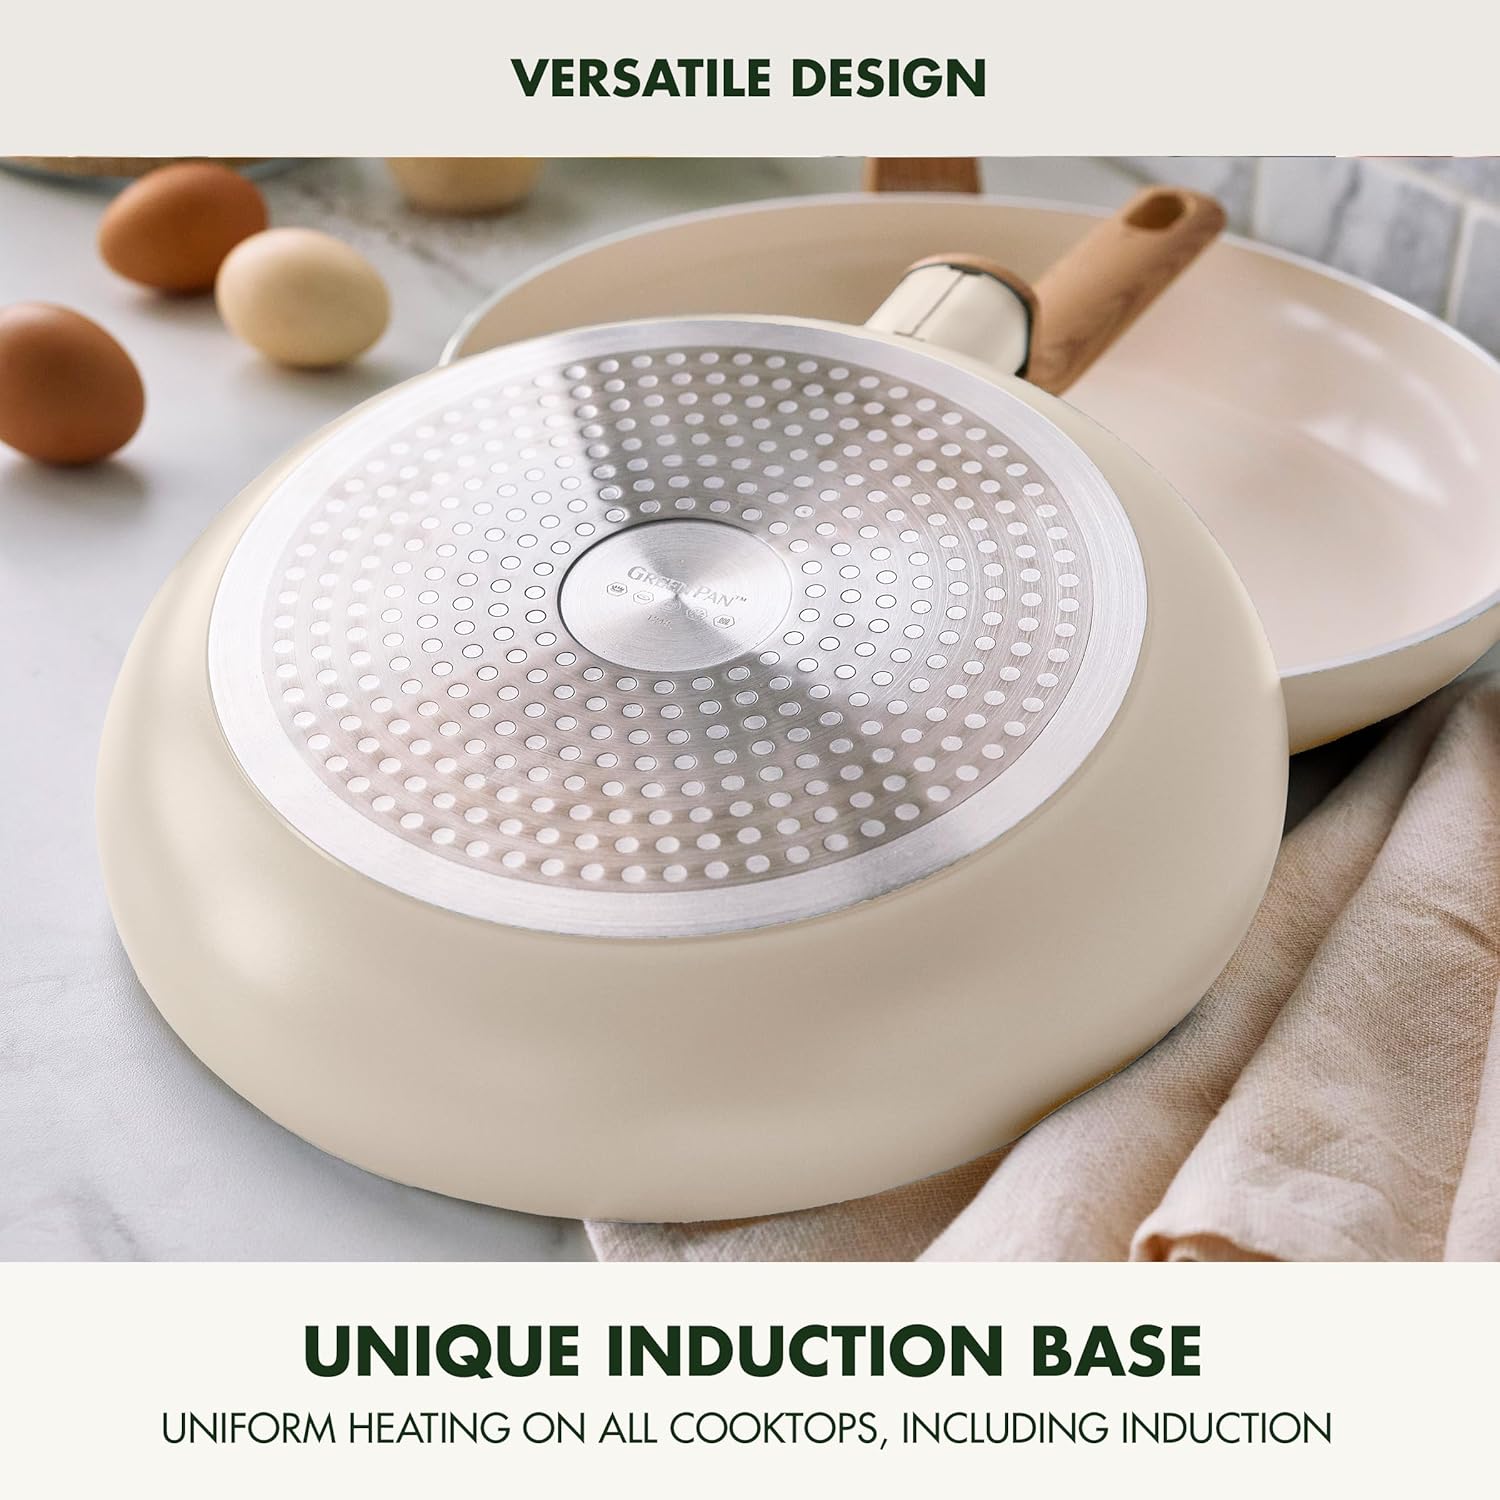 VERSATILE DESIGN
GREENPAN™
UNIQUE INDUCTION BASE
UNIFORM HEATING ON ALL COOKTOPS, INCLUDING INDUCTION